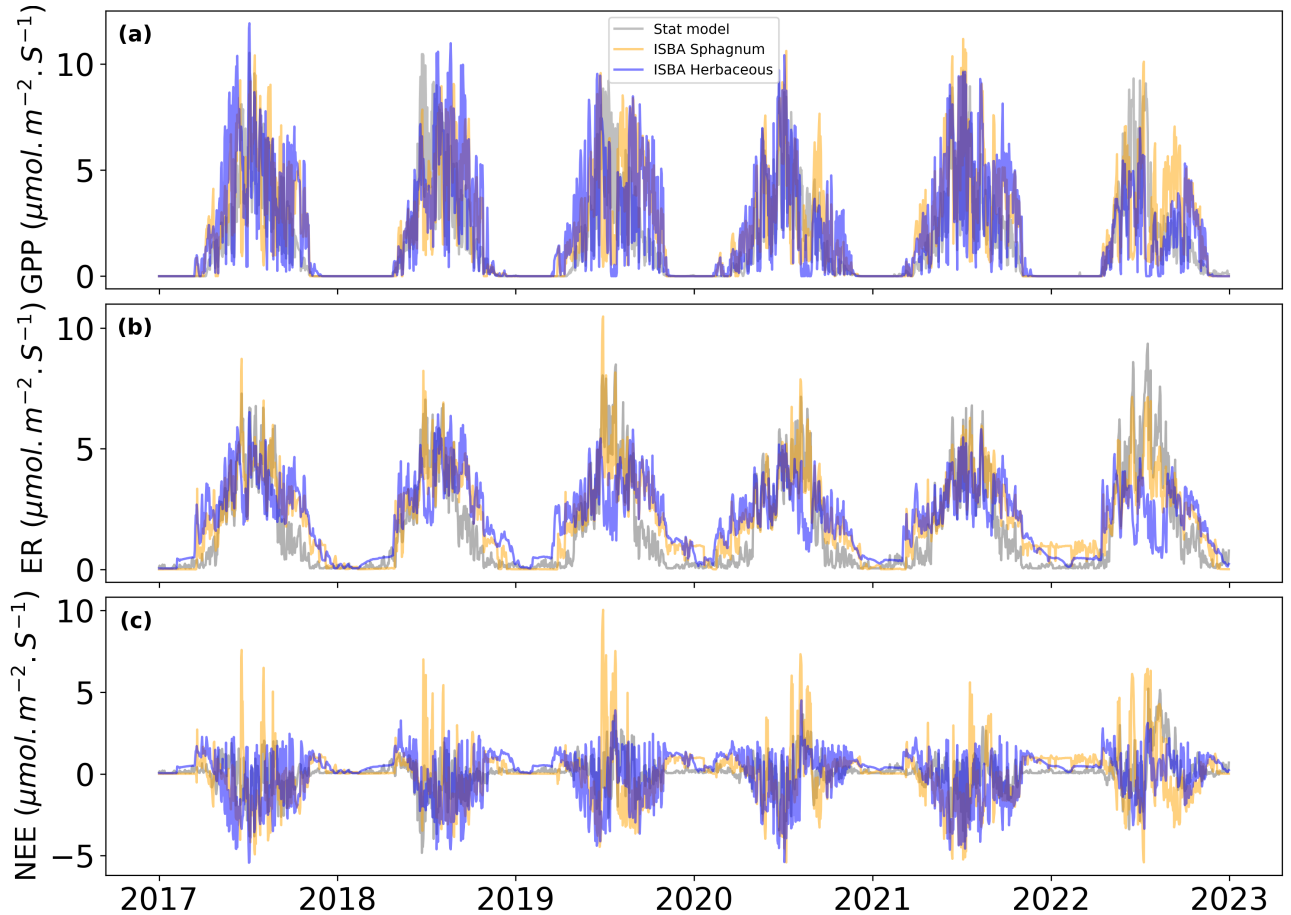 (a)
Stat model
ISBA Sphagnum
ISBA Herbaceous
GPP (μmol. m⁻². S⁻¹)
10
5
0
(b)
ER (μmol. m⁻². S⁻¹)
10
5
0
(c)
NEE (μmol. m⁻². S⁻¹)
10
5
0
−5
2017 2018 2019 2020 2021 2022 2023